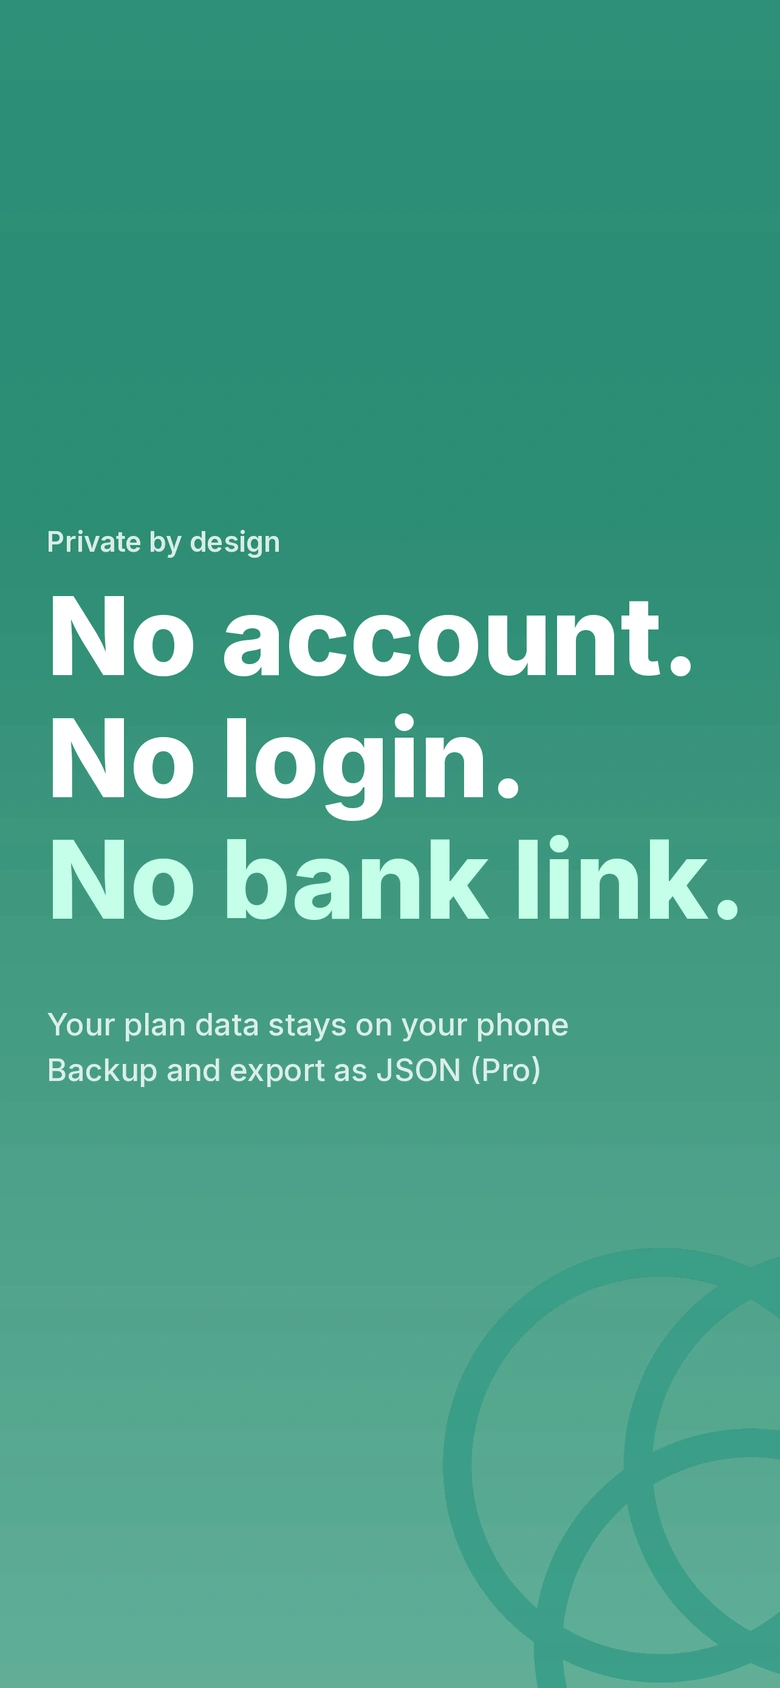 Private by design
No account.
No login.
No bank link.
Your plan data stays on your phone
Backup and export as JSON (Pro)